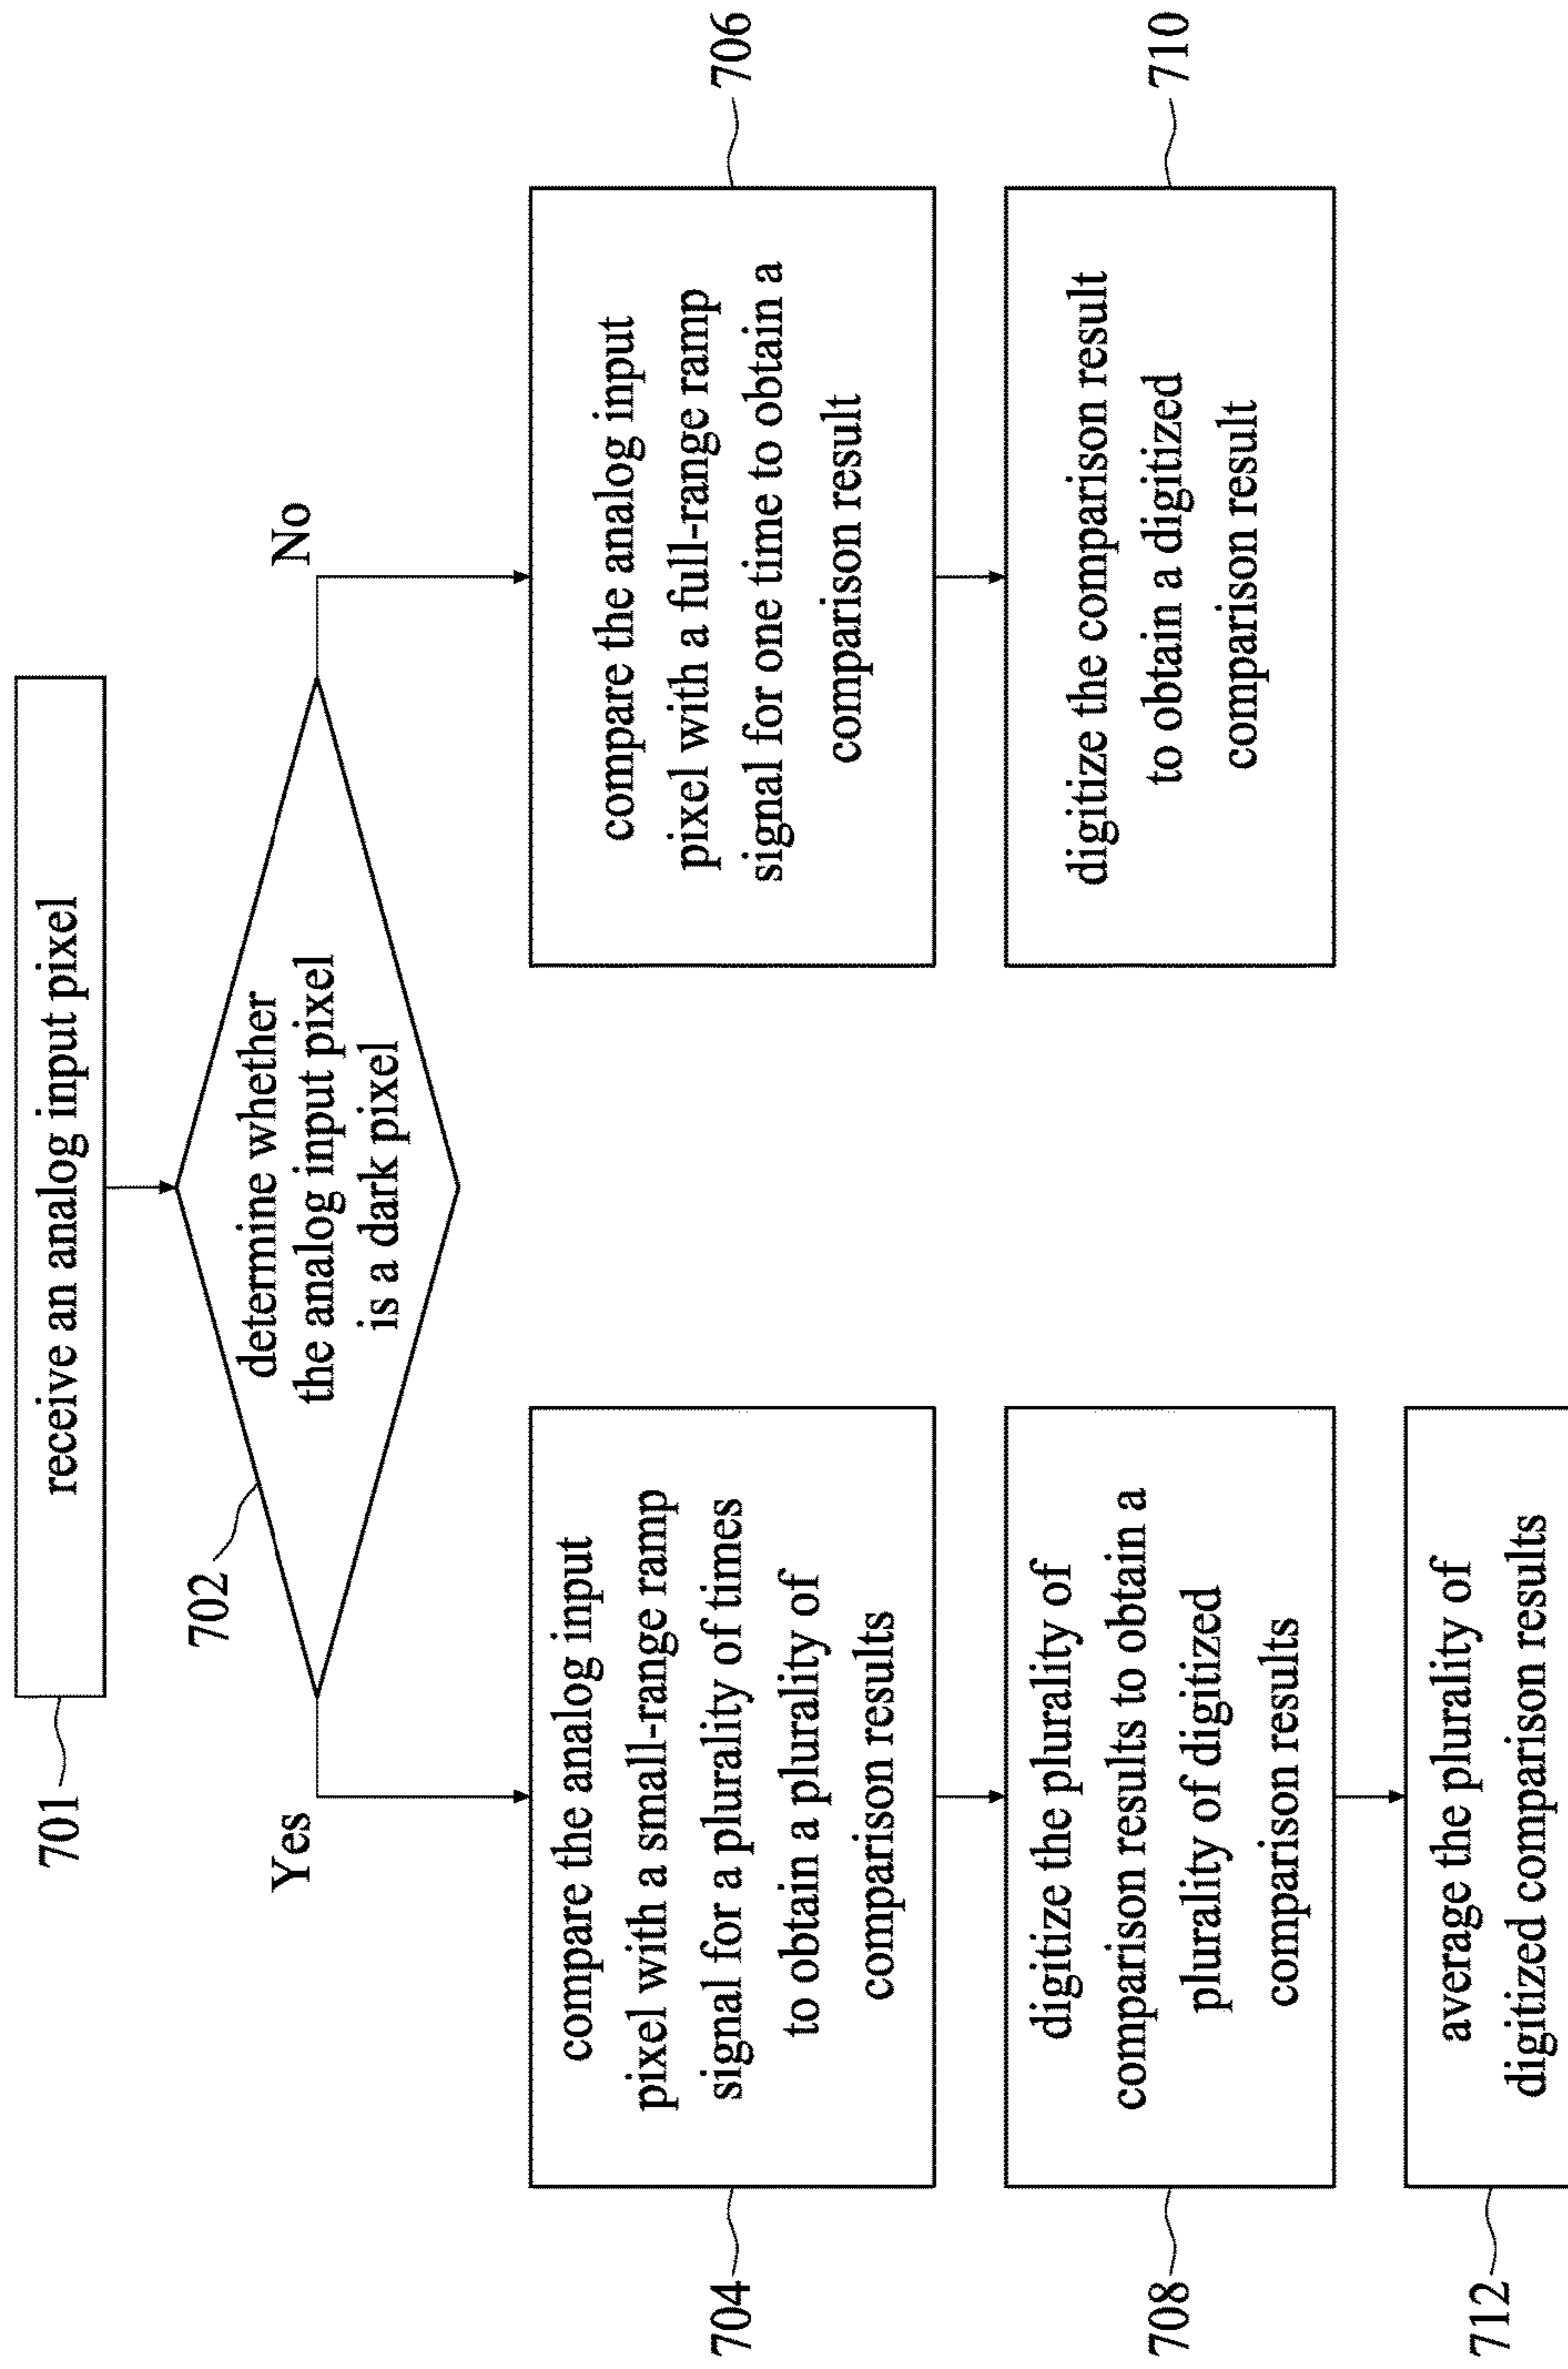 receive an analog input pixel
701
determine whether
the analog input pixel
is a dark pixel
702
Yes
No
compare the analog input
pixel with a small-range ramp
signal for a plurality of times
to obtain a plurality of
comparison results
704
compare the analog input
pixel with a full-range ramp
signal for one time to obtain a
comparison result
706
digitize the plurality of
comparison results to obtain a
plurality of digitized
comparison results
708
digitize the comparison result
to obtain a digitized
comparison result
710
average the plurality of
digitized comparison results
712